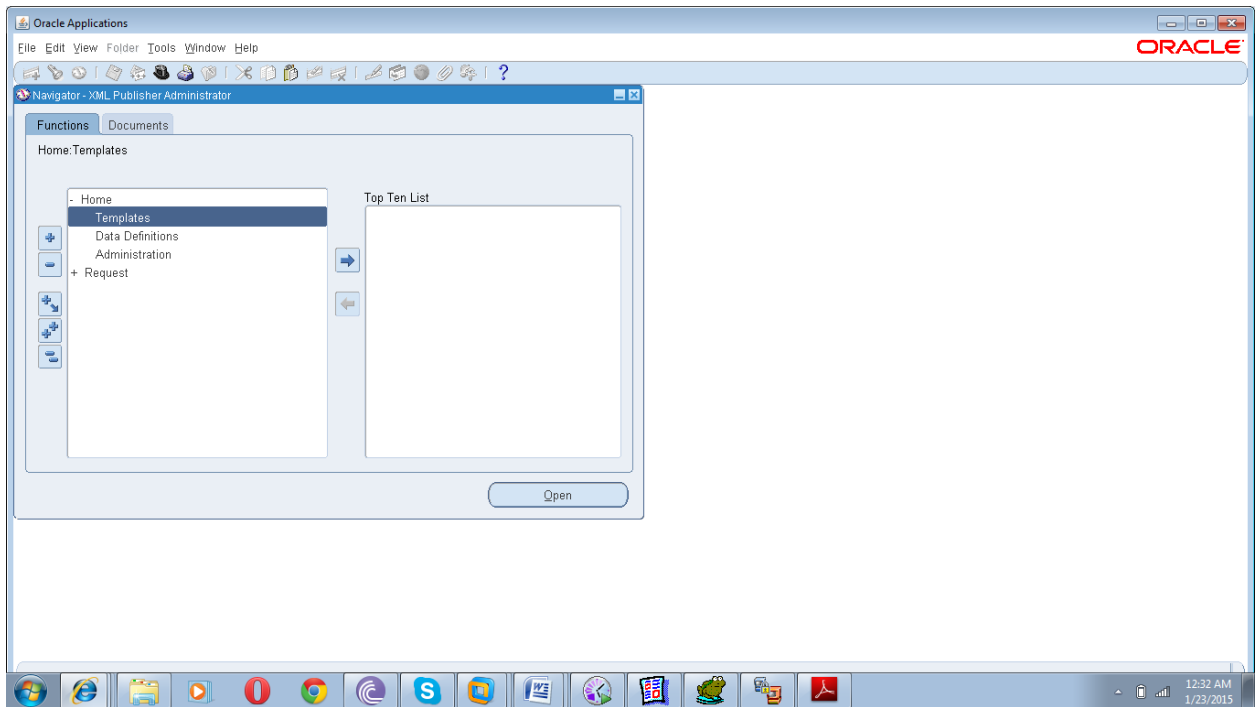 Oracle Applications
File Edit View Folder Tools Window Help
ORACLE
Navigator - XML Publisher Administrator
Functions Documents
Home:Templates
- Home
Templates
Data Definitions
Administration
+ Request
Top Ten List
Open
12:32 AM
1/23/2015